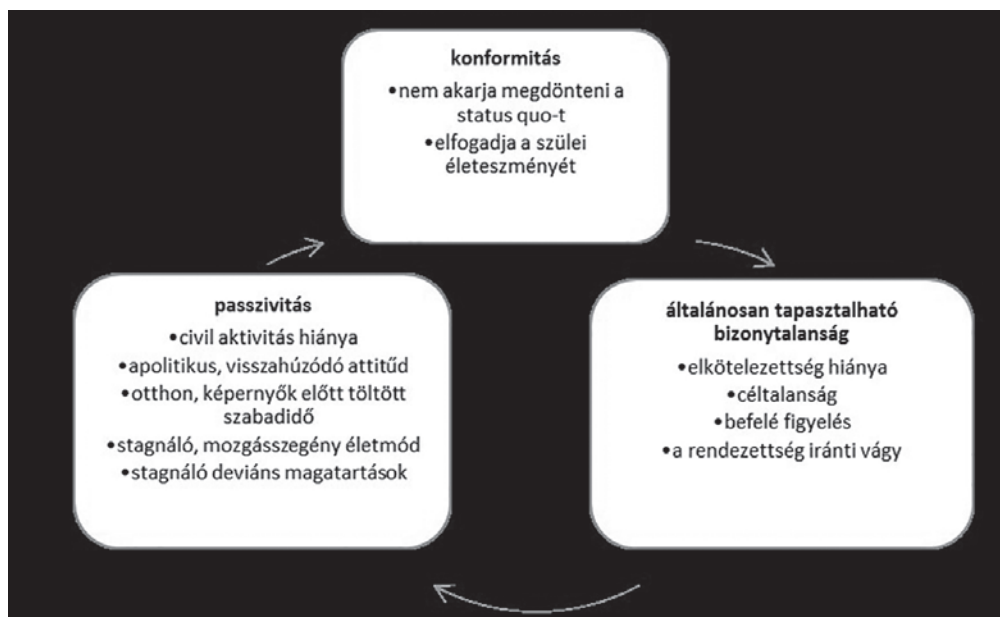 konformitás
•nem akarja megdönteni a
status quo-t
•elfogadja a szülei
életeszményét
általánosan tapasztalható
bizonytalanság
•elkötelezettség hiánya
•céltalanság
•befelé figyelés
•a rendezettség iránti vágy
passzivitás
•civil aktivitás hiánya
•apolitikus, visszahúzódó attitűd
•otthon, képernyők előtt töltött
szabadidő
•stagnáló, mozgásszegény életmód
•stagnáló deviáns magatartások